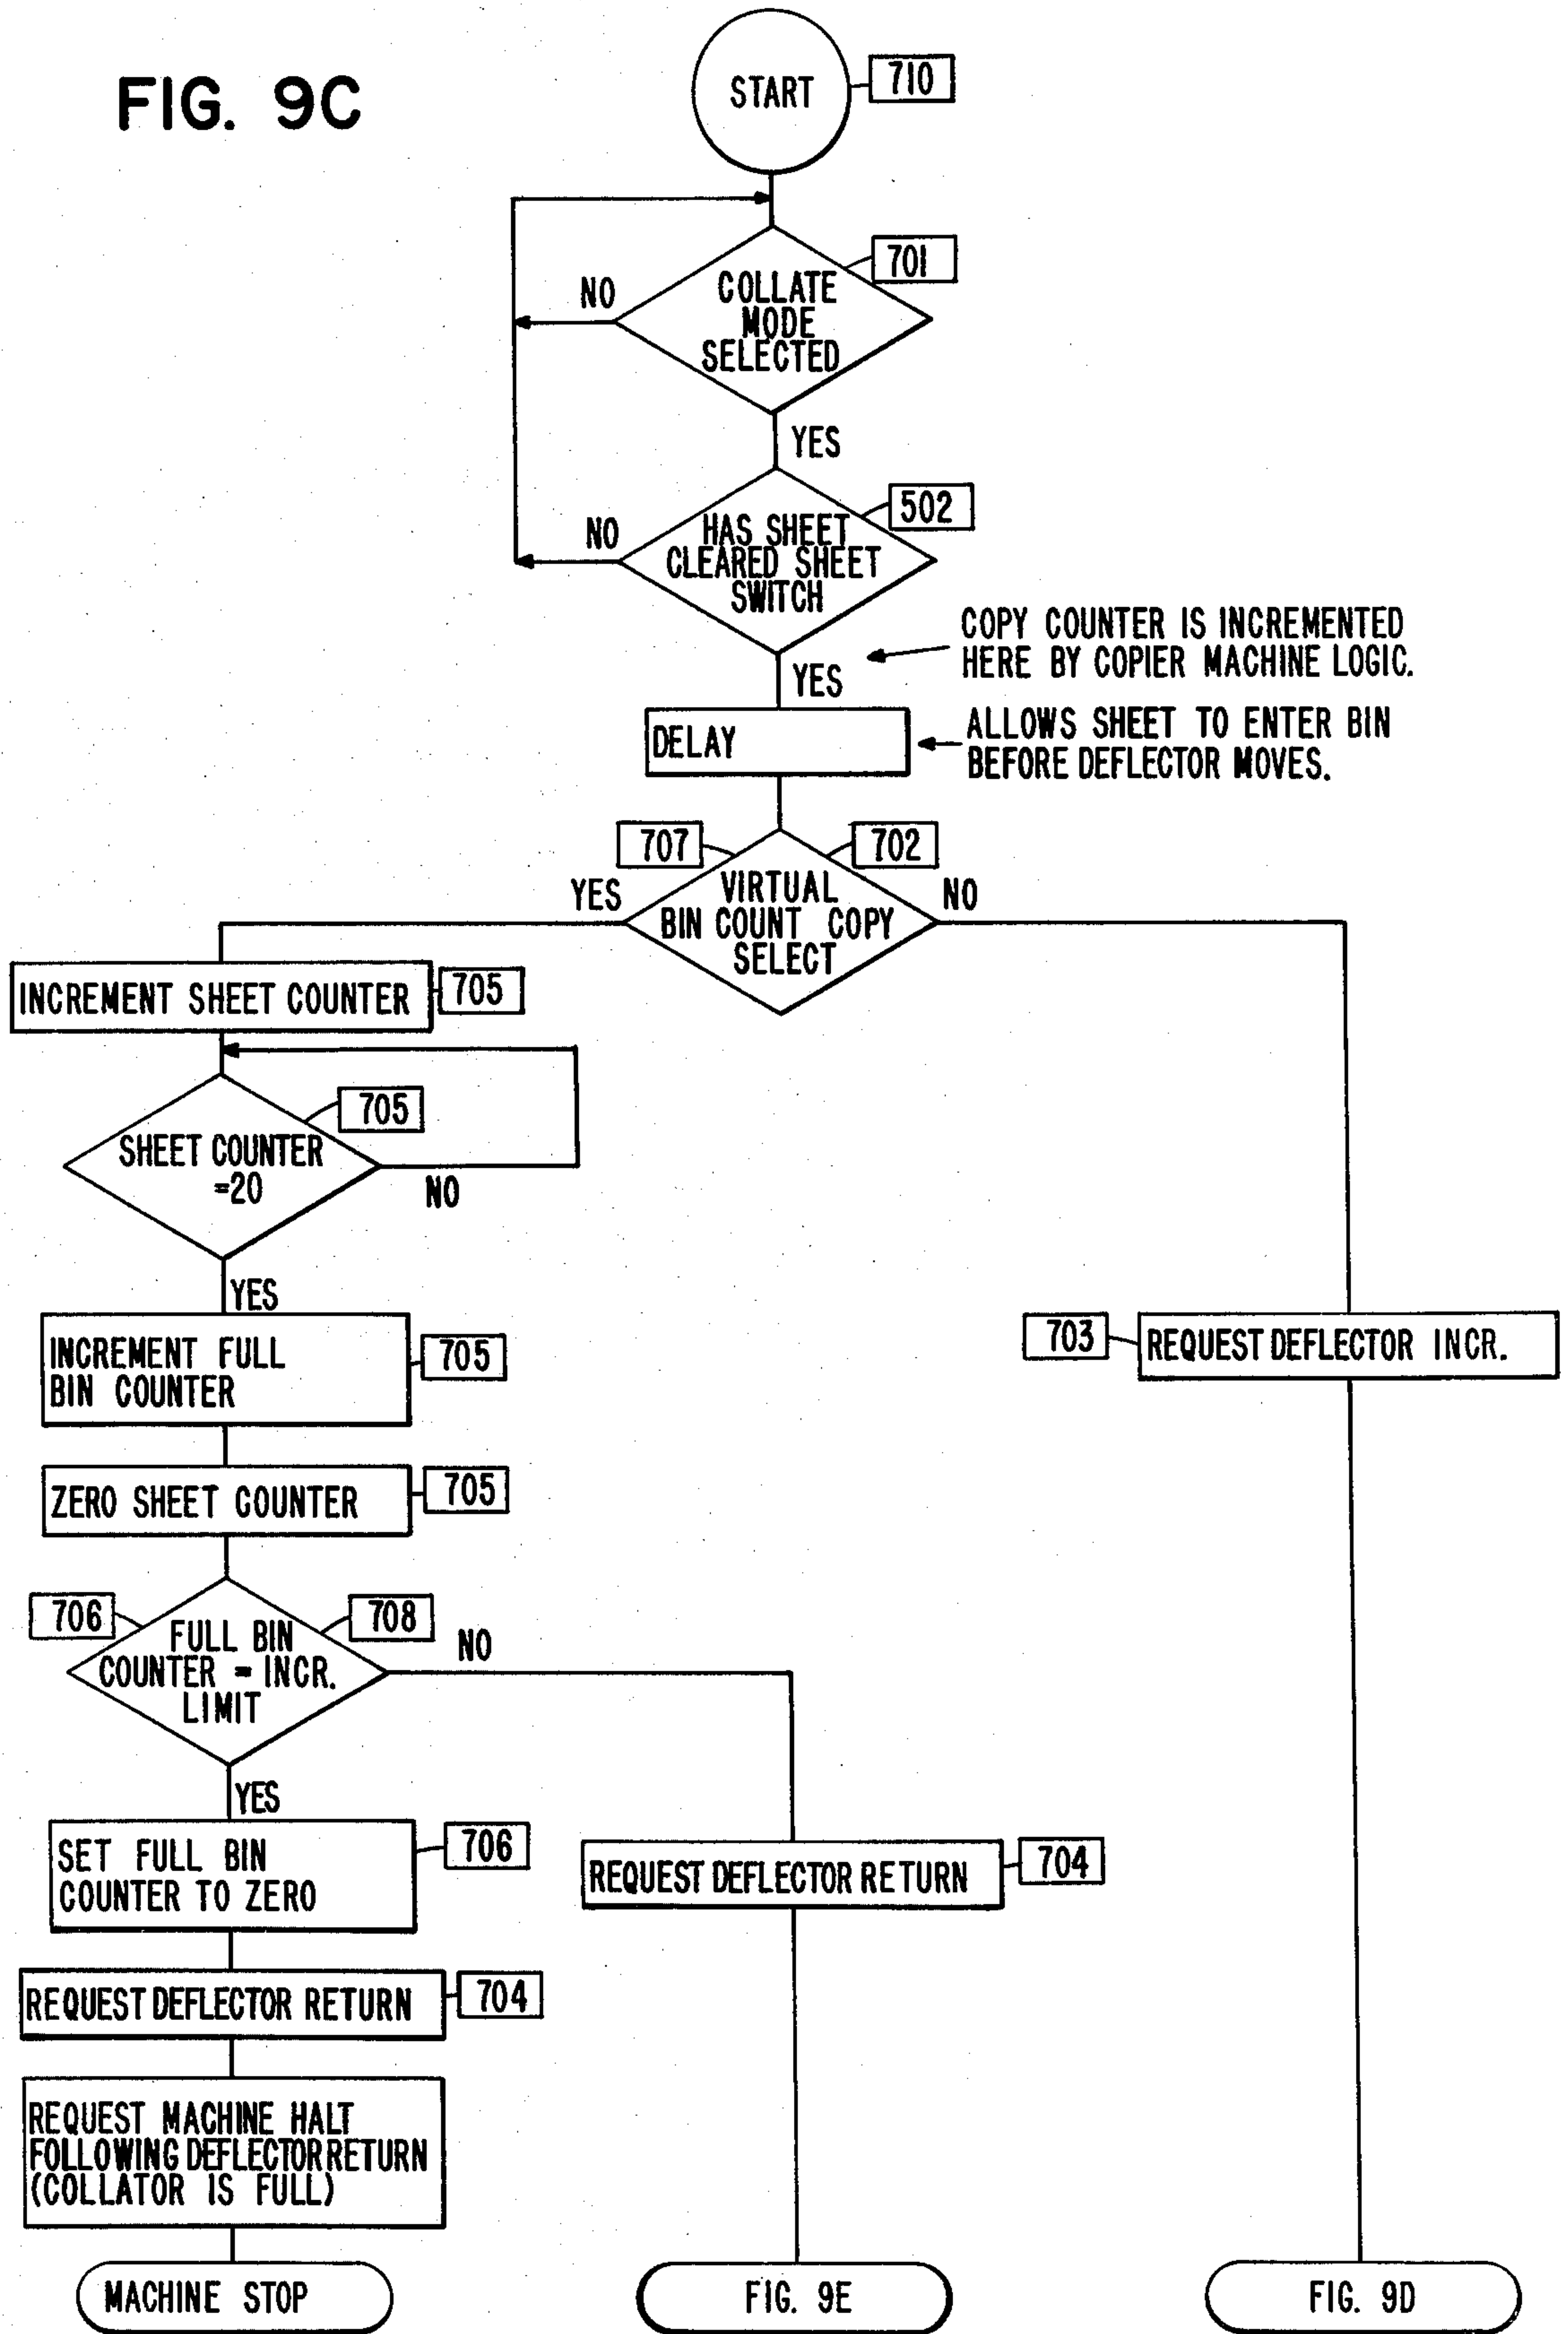 FIG. 9C
START
710
701
COLLATE
MODE
SELECTED
NO
YES
502
HAS SHEET
CLEARED SHEET
SWITCH
NO
COPY COUNTER IS INCREMENTED
HERE BY COPIER MACHINE LOGIC.
YES
DELAY
ALLOWS SHEET TO ENTER BIN
BEFORE DEFLECTOR MOVES.
707
702
YES
VIRTUAL
BIN COUNT COPY
SELECT
NO
INCREMENT SHEET COUNTER
705
705
SHEET COUNTER
=20
NO
YES
INCREMENT FULL
BIN COUNTER
705
703
REQUEST DEFLECTOR INCR.
ZERO SHEET COUNTER
705
706
708
FULL BIN
COUNTER = INCR.
LIMIT
NO
YES
SET FULL BIN
COUNTER TO ZERO
706
REQUEST DEFLECTOR RETURN
704
REQUEST DEFLECTOR RETURN
704
REQUEST MACHINE HALT
FOLLOWING DEFLECTOR RETURN
(COLLATOR IS FULL)
MACHINE STOP
FIG. 9E
FIG. 9D